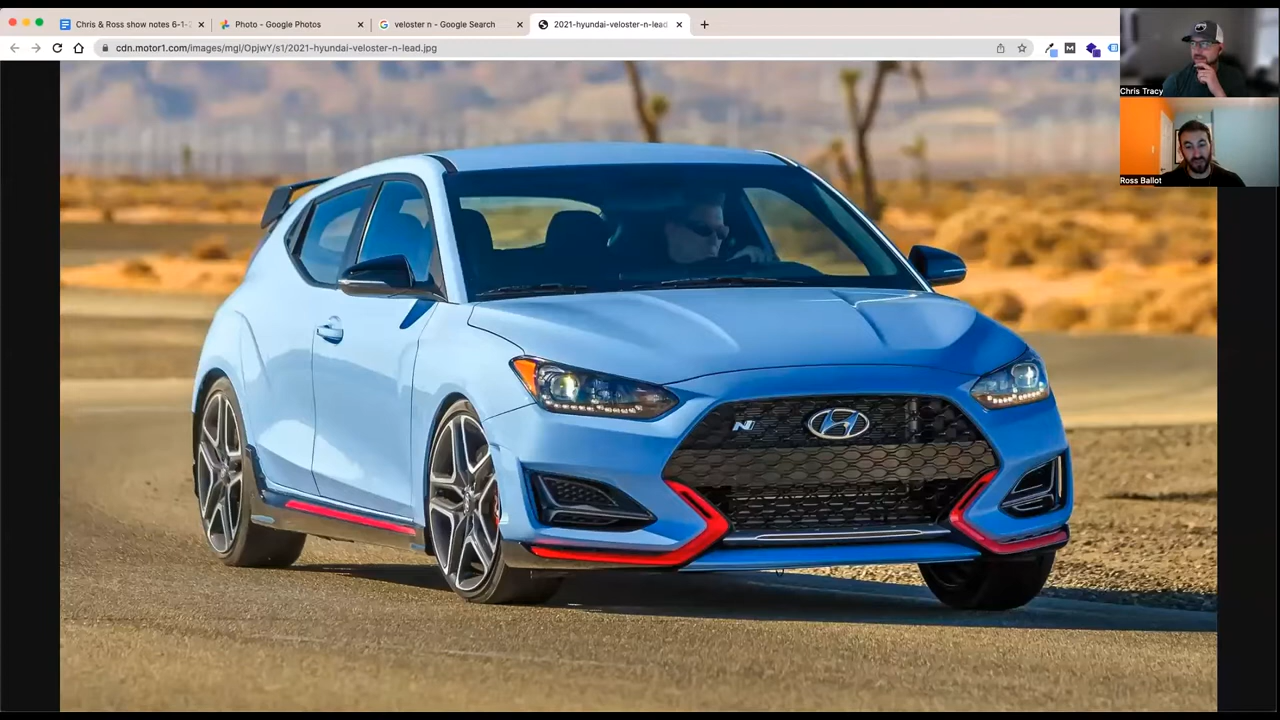 Chris & Ross show notes 6-1-
Photo - Google Photos
veloster n - Google Search
2021-hyundai-veloster-n-lead
cdn.motor1.com/images/mgl/OpjwY/s1/2021-hyundai-veloster-n-lead.jpg
Chris Tracy
Ross Ballot
N